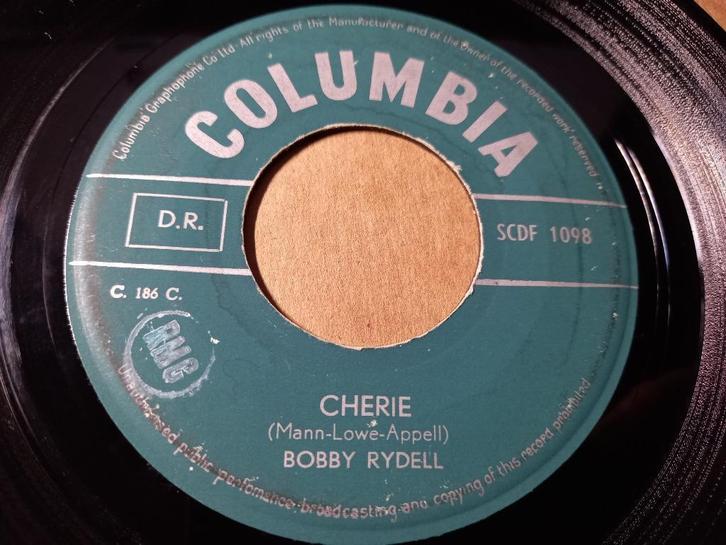 Columbia Graphophone Co Ltd. All rights of the Manufacturer and of the Owner of the recorded work reserved
COLUMBIA
D.R.
SCDF 1098
C. 186 C.
RMC
CHERIE
(Mann-Lowe-Appell)
BOBBY RYDELL
Unauthorised public perfomance broadcasting and copying of this record prohibited